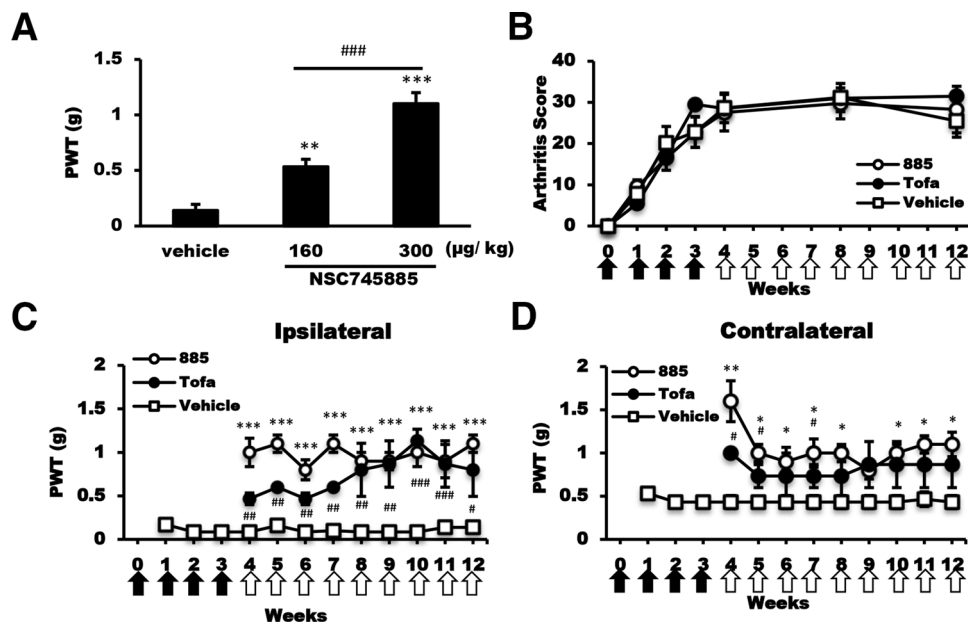 A
PWT (g)
1.5
1
0.5
0
###
***
**
vehicle
160
300
(µg/ kg)
NSC745885
B
Arthritis Score
40
30
20
10
0
885
Tofa
Vehicle
0 1 2 3 4 5 6 7 8 9 10 11 12
Weeks
C
Ipsilateral
PWT (g)
2
1.5
1
0.5
0
885
Tofa
Vehicle
*** *** *** *** *** *** *** *** ***
## ## ## ## ## ## ### ### #
0 1 2 3 4 5 6 7 8 9 10 11 12
Weeks
D
Contralateral
PWT (g)
2
1.5
1
0.5
0
885
Tofa
Vehicle
** * * * * * * *
# # #
0 1 2 3 4 5 6 7 8 9 10 11 12
Weeks